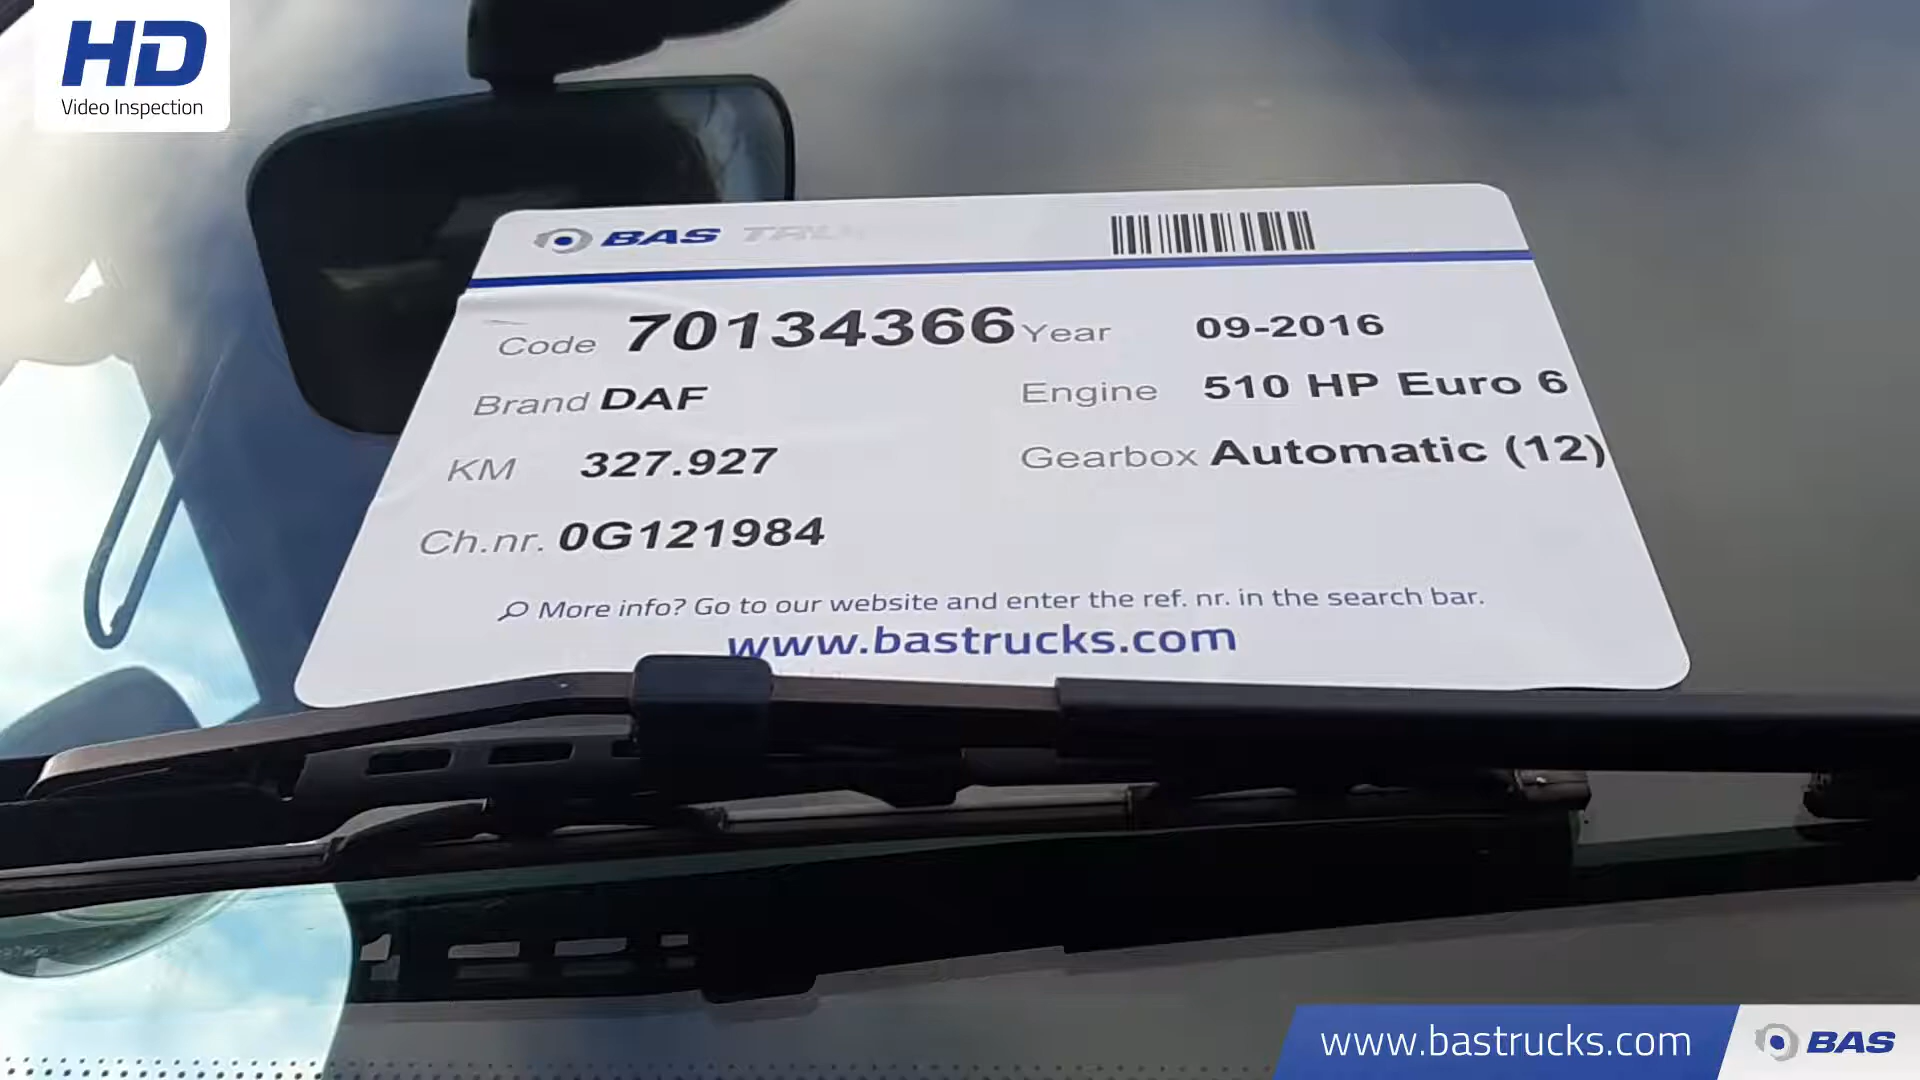 HD
Video Inspection
BAS TRU
Code 70134366 Year 09-2016
Brand DAF Engine 510 HP Euro 6
KM 327.927 Gearbox Automatic (12)
Ch.nr. 0G121984
More info? Go to our website and enter the ref. nr. in the search bar.
www.bastrucks.com
www.bastrucks.com BAS